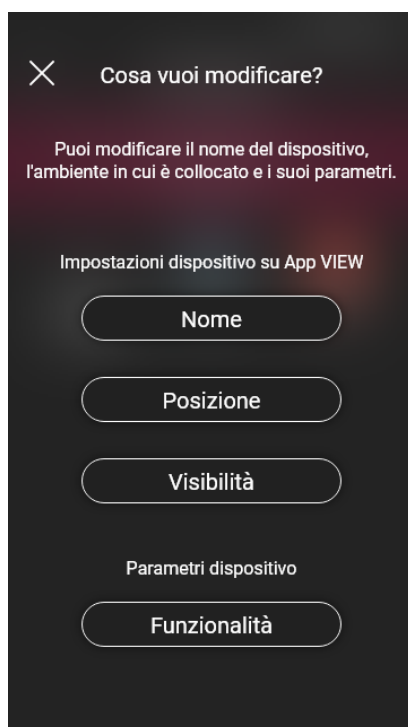 Cosa vuoi modificare?
Puoi modificare il nome del dispositivo,
l'ambiente in cui è collocato e i suoi parametri.
Impostazioni dispositivo su App VIEW
Nome
Posizione
Visibilità
Parametri dispositivo
Funzionalità